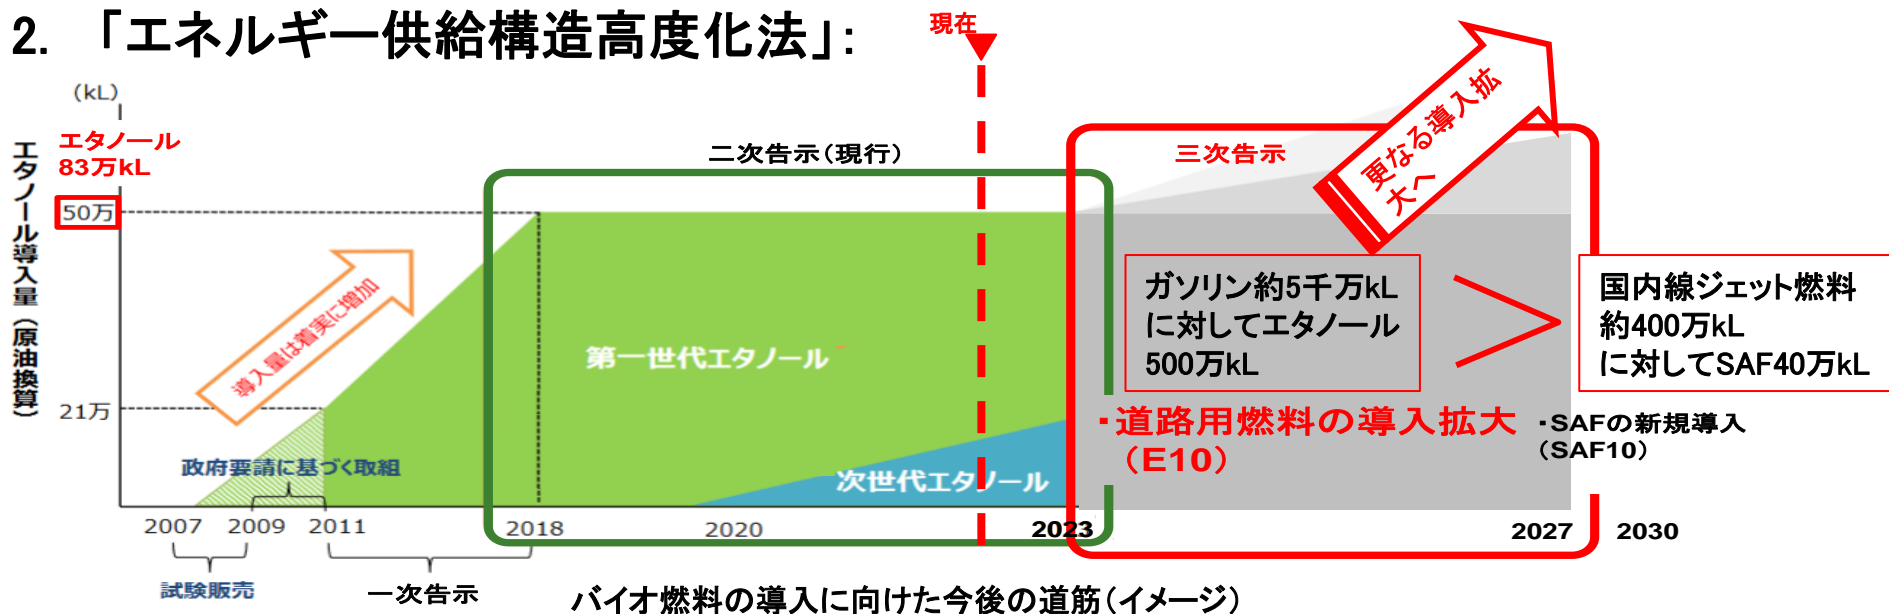 2. 「エネルギー供給構造高度化法」:
現在
(kL)
エタノール
83万kL
50万
21万
エタノール導入量（原油換算）
二次告示（現行）
三次告示
更なる導入拡
大へ
導入量は着実に増加
ガソリン約5千万kL
に対してエタノール
500万kL
国内線ジェット燃料
約400万kL
に対してSAF40万kL
第一世代エタノール
・道路用燃料の導入拡大
（E10）
・SAFの新規導入
（SAF10）
政府要請に基づく取組
次世代エタノール
2007 2009 2011 2018 2020 2023 2027 2030
試験販売
一次告示
バイオ燃料の導入に向けた今後の道筋（イメージ）